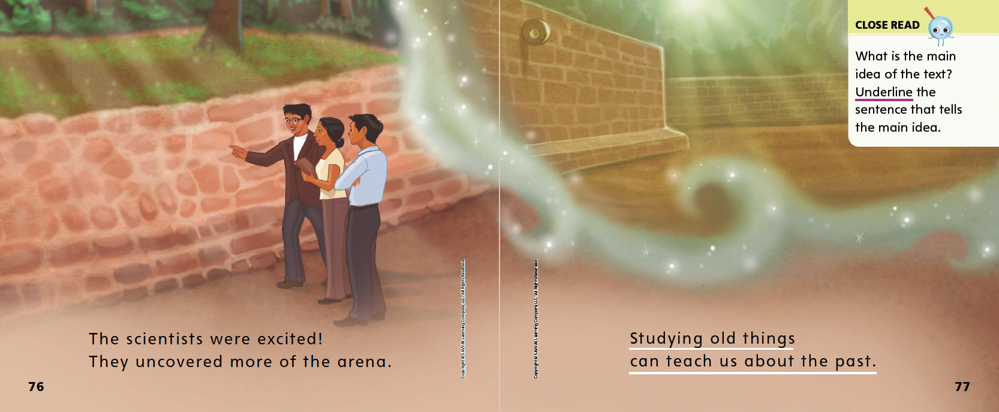 The scientists were excited!
They uncovered more of the arena.
76
Copyright © SAVVAS Learning Company LLC. All Rights Reserved.
CLOSE READ
What is the main
idea of the text?
Underline the
sentence that tells
the main idea.
Copyright © SAVVAS Learning Company LLC. All Rights Reserved.
Studying old things
can teach us about the past.
77